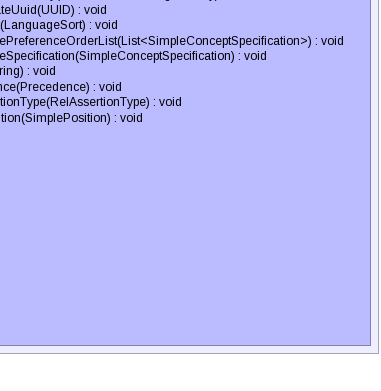 ateUuid(UUID) : void
(LanguageSort) : void
ePreferenceOrderList(List<SimpleConceptSpecification>) : void
eSpecification(SimpleConceptSpecification) : void
ring) : void
nce(Precedence) : void
tionType(RelAssertionType) : void
tion(SimplePosition) : void